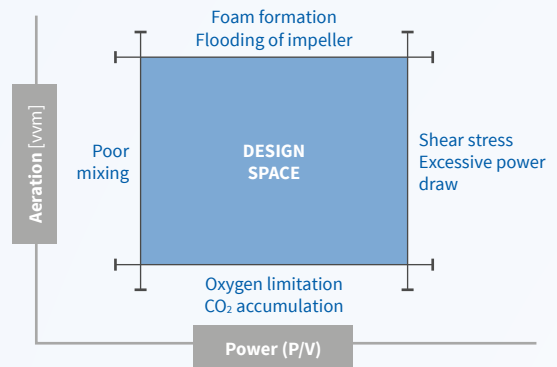 Foam formation
Flooding of impeller
Aeration [vvm]
Poor
mixing
DESIGN
SPACE
Shear stress
Excessive power
draw
Oxygen limitation
CO₂ accumulation
Power (P/V)